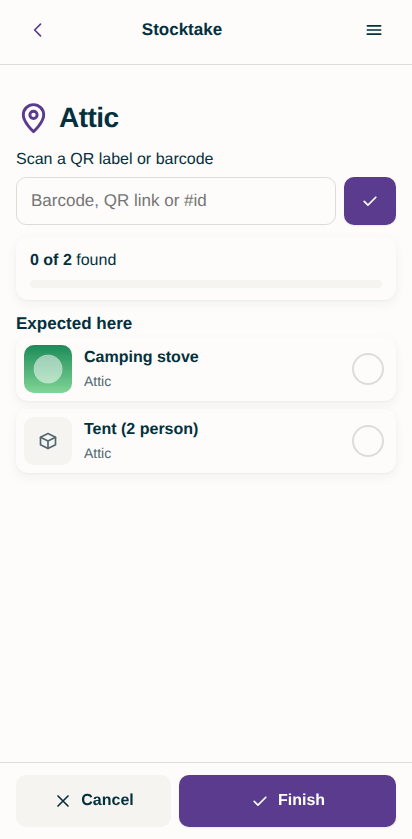 Stocktake
Attic
Scan a QR label or barcode
Barcode, QR link or #id
0 of 2 found
Expected here
Camping stove
Attic
Tent (2 person)
Attic
Cancel
Finish